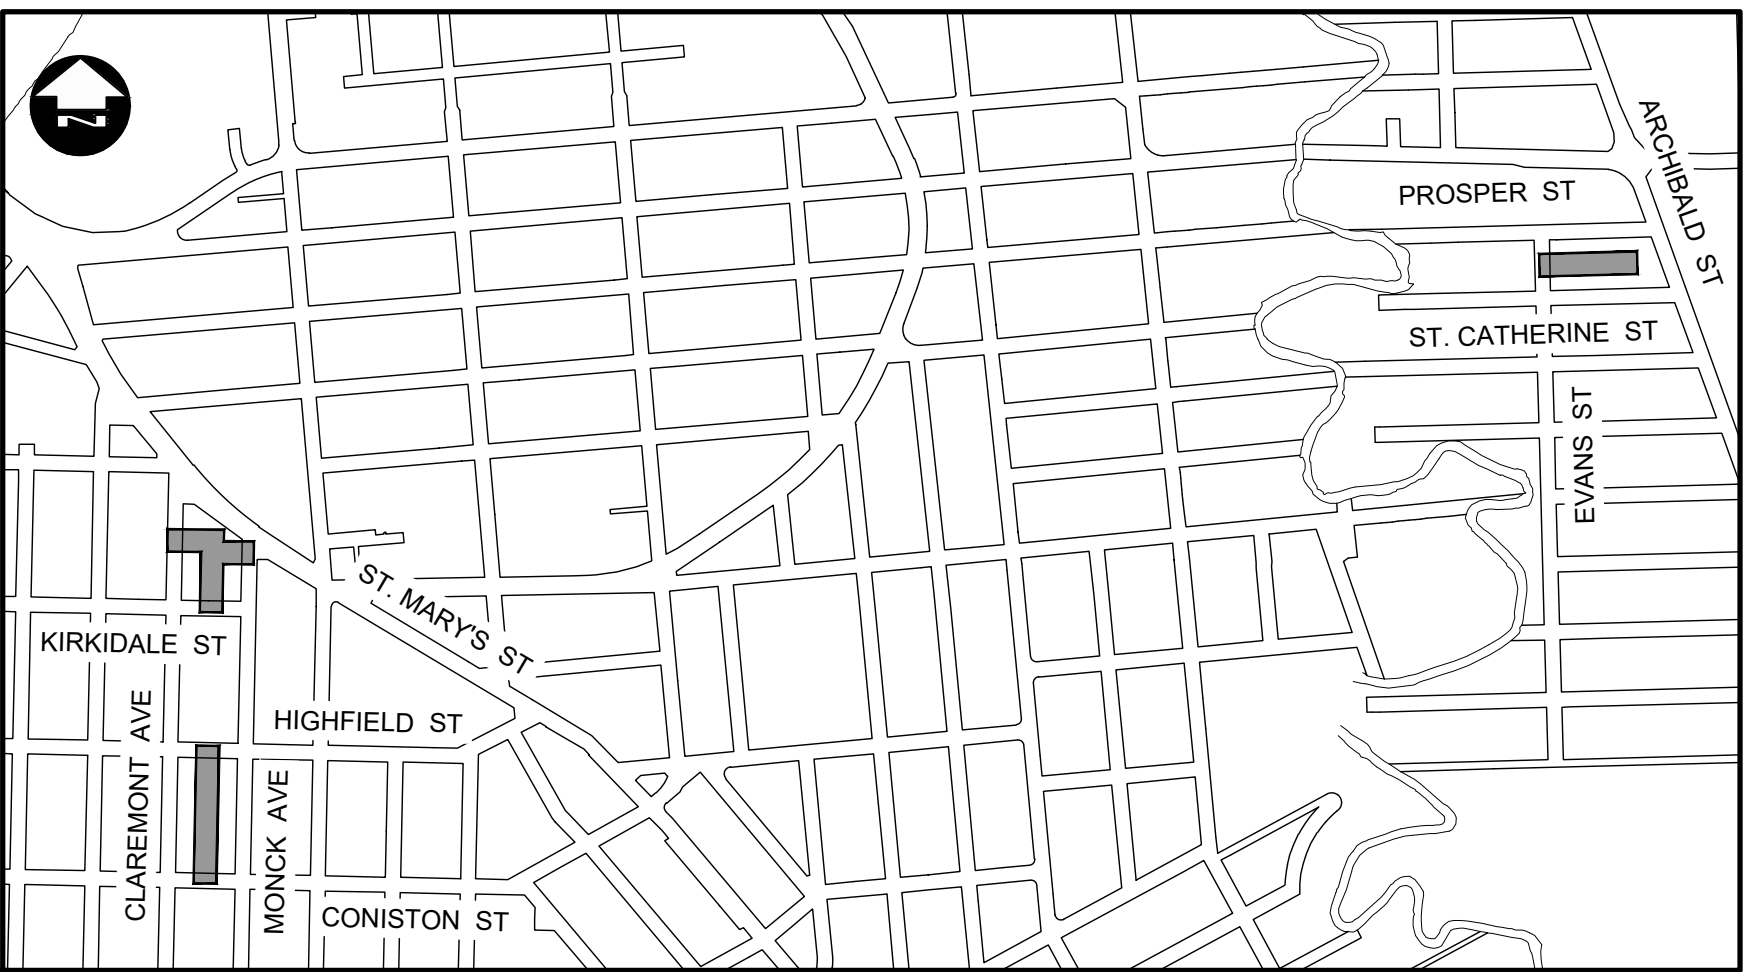 ARCHIBALD ST
PROSPER ST
ST. CATHERINE ST
EVANS ST
ST. MARY'S ST
KIRKIDALE ST
CLAREMONT AVE
HIGHFIELD ST
MONCK AVE
CONISTON ST
N